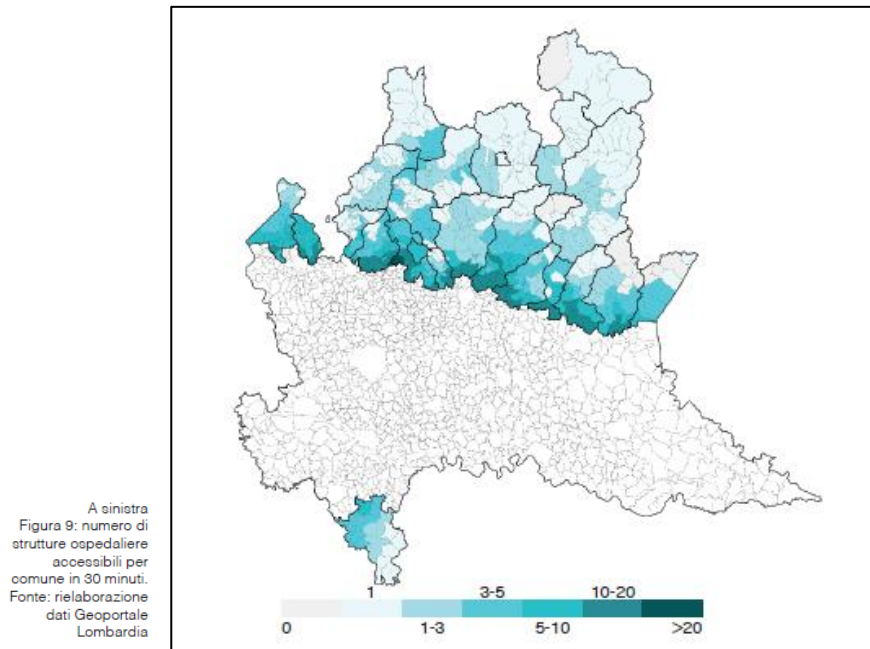 A sinistra
Figura 9: numero di
strutture ospedaliere
accessibili per
comune in 30 minuti.
Fonte: rielaborazione
dati Geoportale
Lombardia
1 3-5 10-20
0 1-3 5-10 >20